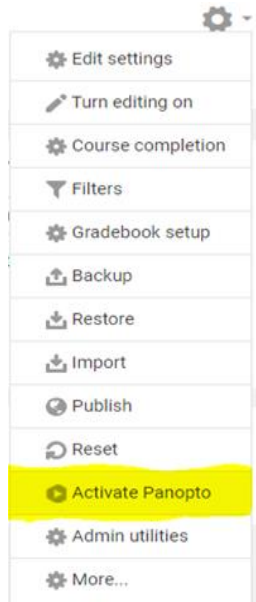 Edit settings
Turn editing on
Course completion
Filters
Gradebook setup
Backup
Restore
Import
Publish
Reset
Activate Panopto
Admin utilities
More...